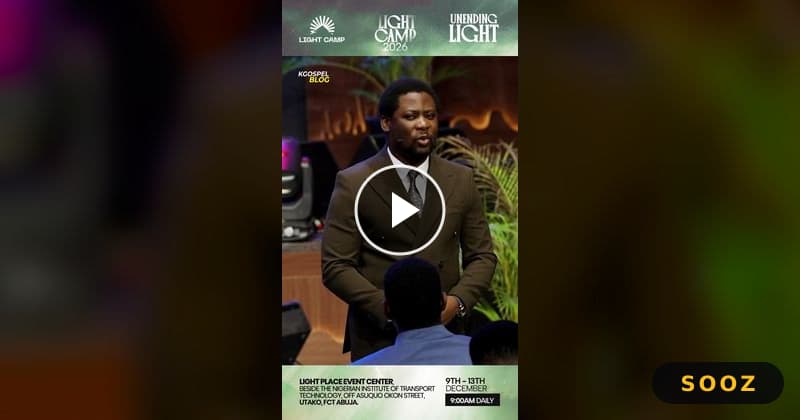 LIGHT CAMP
LIGHT
CAMP
2026
UNENDING
LIGHT
KGOSPEL
BLOG
LIGHT PLACE EVENT CENTER,
BESIDE THE NIGERIAN INSTITUTE OF TRANSPORT
TECHNOLOGY, OFF ASUQUO OKON STREET,
UTAKO, FCT ABUJA.
9TH - 13TH
DECEMBER
9:00AM DAILY
SOOZ